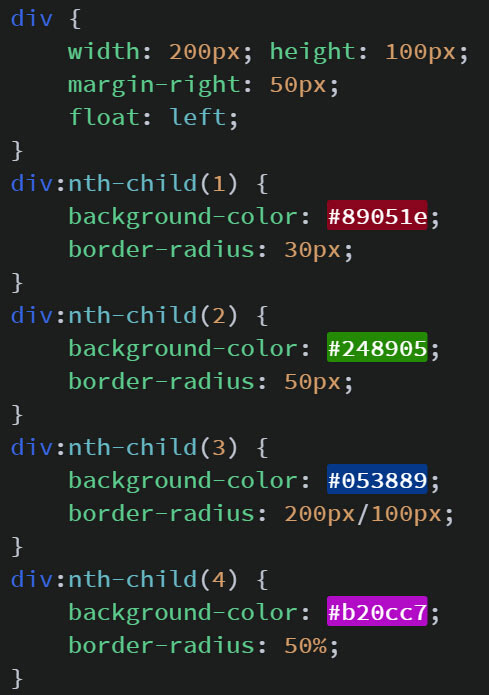 div {
    width: 200px; height: 100px;
    margin-right: 50px;
    float: left;
}
div:nth-child(1) {
    background-color: #89051e;
    border-radius: 30px;
}
div:nth-child(2) {
    background-color: #248905;
    border-radius: 50px;
}
div:nth-child(3) {
    background-color: #053889;
    border-radius: 200px/100px;
}
div:nth-child(4) {
    background-color: #b20cc7;
    border-radius: 50%;
}